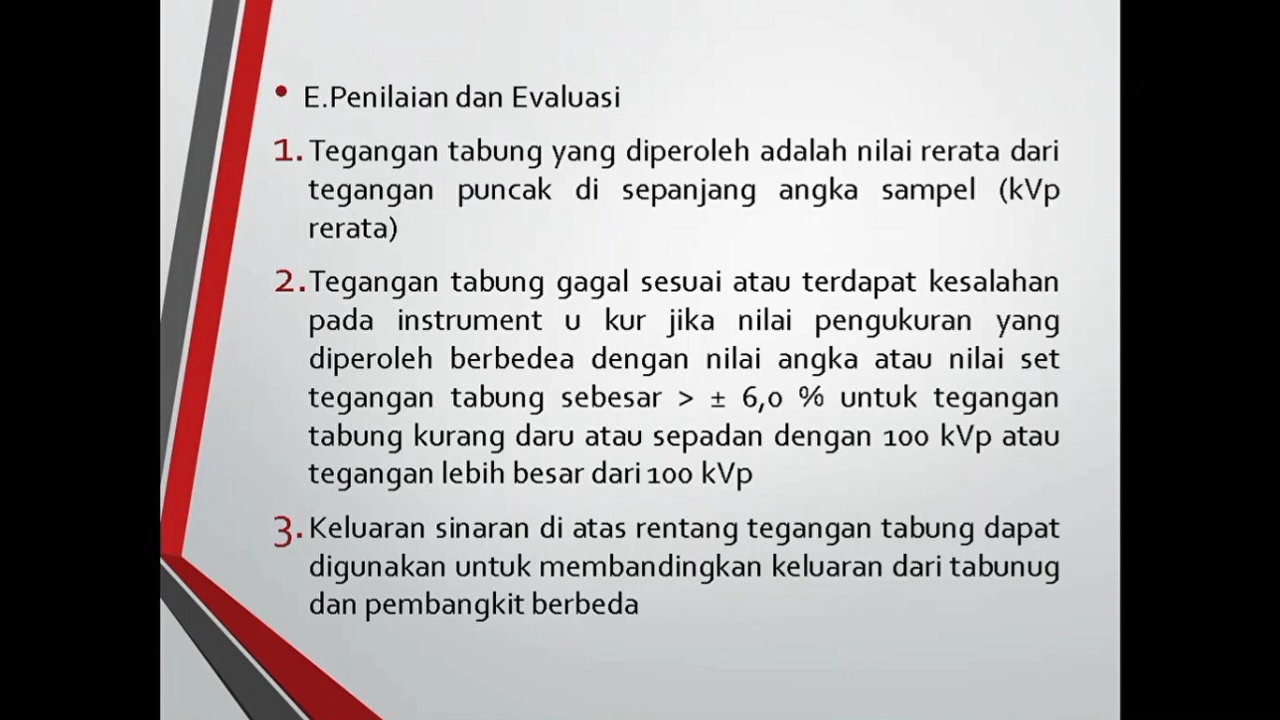 • E.Penilaian dan Evaluasi
1. Tegangan tabung yang diperoleh adalah nilai rerata dari
tegangan puncak di sepanjang angka sampel (kVp
rerata)
2. Tegangan tabung gagal sesuai atau terdapat kesalahan
pada instrument u kur jika nilai pengukuran yang
diperoleh berbedea dengan nilai angka atau nilai set
tegangan tabung sebesar > ± 6,0 % untuk tegangan
tabung kurang daru atau sepadan dengan 100 kVp atau
tegangan lebih besar dari 100 kVp
3. Keluaran sinaran di atas rentang tegangan tabung dapat
digunakan untuk membandingkan keluaran dari tabunug
dan pembangkit berbeda